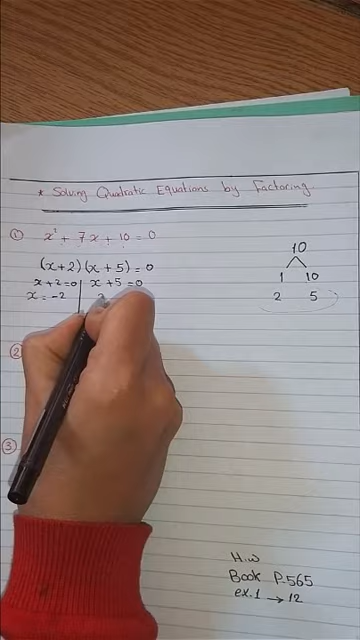 * Solving Quadratic Equations by Factoring
① x² + 7x + 10 = 0
(x+2)(x+5) = 0
x+2=0 | x+5=0
x=-2
10
1 10
2 5
②
③
H.w
Book P.565
ex.1 → 12